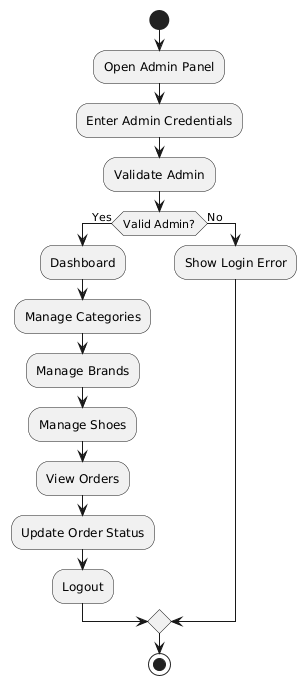 Open Admin Panel
Enter Admin Credentials
Validate Admin
Yes
Valid Admin?
No
Dashboard
Show Login Error
Manage Categories
Manage Brands
Manage Shoes
View Orders
Update Order Status
Logout